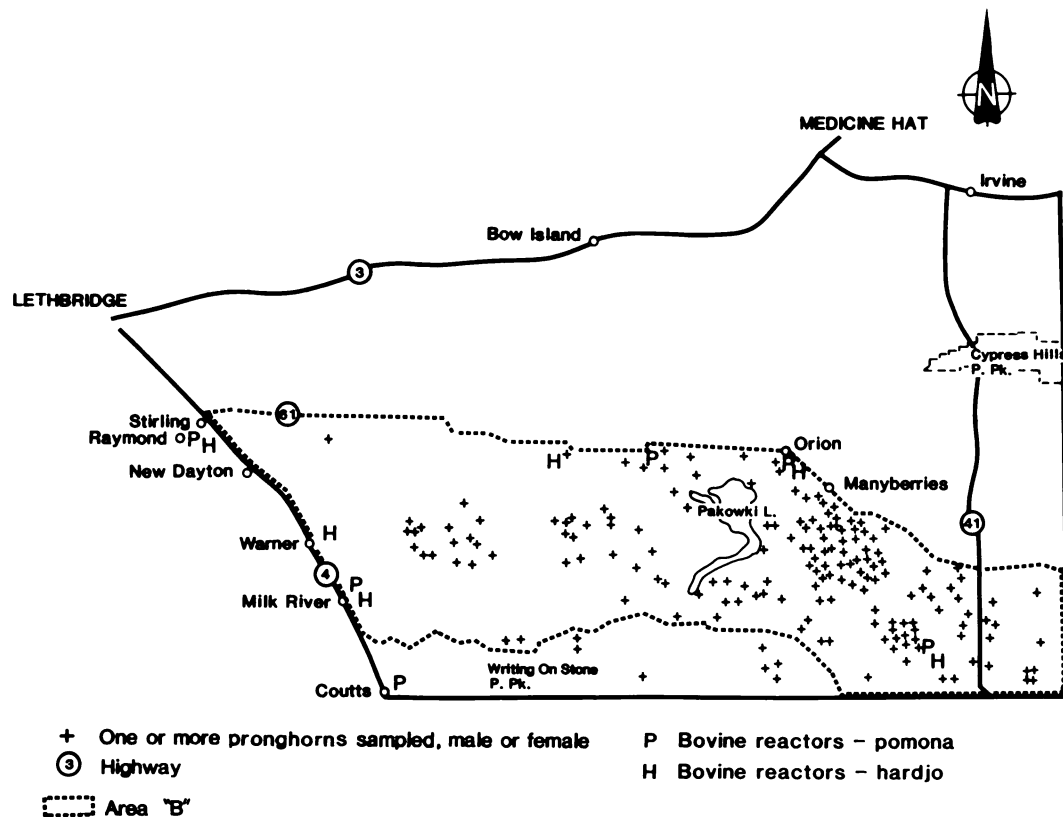 N
MEDICINE HAT
Irvine
Bow Island
3
LETHBRIDGE
Cypress Hills
P. Pk.
61
Stirling
Raymond
P
H
New Dayton
H
P
Orion
P
H
Manyberries
Pakowki L.
41
Warner
H
4
P
H
Milk River
P
H
Writing On Stone
P. Pk.
Coutts
P
+ One or more pronghorns sampled, male or female
3 Highway
Area "B"
P Bovine reactors – pomona
H Bovine reactors – hardjo